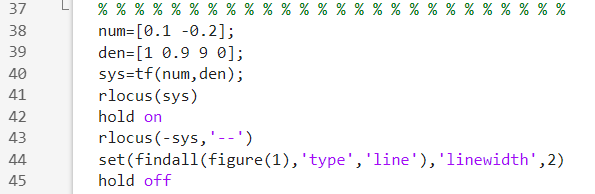 37 % % % % % % % % % % % % % % % % % % % % % % % % % % % % % % %
38 num=[0.1 -0.2];
39 den=[1 0.9 9 0];
40 sys=tf(num,den);
41 rlocus(sys)
42 hold on
43 rlocus(-sys,'--')
44 set(findall(figure(1),'type','line'),'linewidth',2)
45 hold off